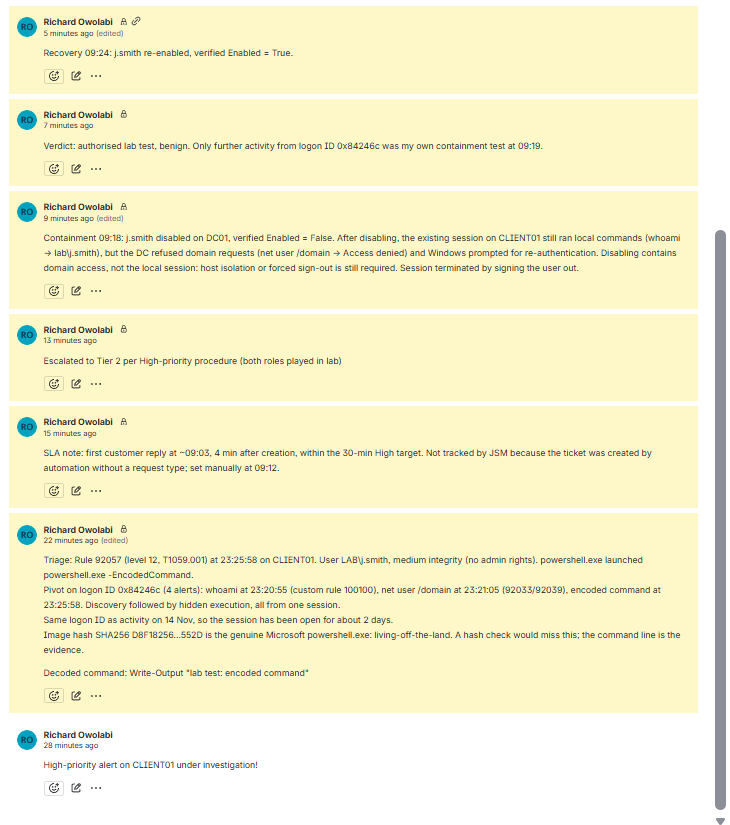 RO
Richard Owolabi
5 minutes ago (edited)
Recovery 09:24: j.smith re-enabled, verified Enabled = True.
RO
Richard Owolabi
7 minutes ago
Verdict: authorised lab test, benign. Only further activity from logon ID 0x84246c was my own containment test at 09:19.
RO
Richard Owolabi
9 minutes ago (edited)
Containment 09:18: j.smith disabled on DC01, verified Enabled = False. After disabling, the existing session on CLIENT01 still ran local commands (whoami
→ lab\j.smith), but the DC refused domain requests (net user /domain → Access denied) and Windows prompted for re-authentication. Disabling contains
domain access, not the local session: host isolation or forced sign-out is still required. Session terminated by signing the user out.
RO
Richard Owolabi
13 minutes ago
Escalated to Tier 2 per High-priority procedure (both roles played in lab)
RO
Richard Owolabi
15 minutes ago
SLA note: first customer reply at ~09:03, 4 min after creation, within the 30-min High target. Not tracked by JSM because the ticket was created by
automation without a request type; set manually at 09:12.
RO
Richard Owolabi
22 minutes ago (edited)
Triage: Rule 92057 (level 12, T1059.001) at 23:25:58 on CLIENT01. User LAB\j.smith, medium integrity (no admin rights). powershell.exe launched
powershell.exe -EncodedCommand.
Pivot on logon ID 0x84246c (4 alerts): whoami at 23:20:55 (custom rule 100100), net user /domain at 23:21:05 (92033/92039), encoded command at
23:25:58. Discovery followed by hidden execution, all from one session.
Same logon ID as activity on 14 Nov, so the session has been open for about 2 days.
Image hash SHA256 D8F18256...552D is the genuine Microsoft powershell.exe: living-off-the-land. A hash check would miss this; the command line is the
evidence.
Decoded command: Write-Output "lab test: encoded command"
RO
Richard Owolabi
28 minutes ago
High-priority alert on CLIENT01 under investigation!